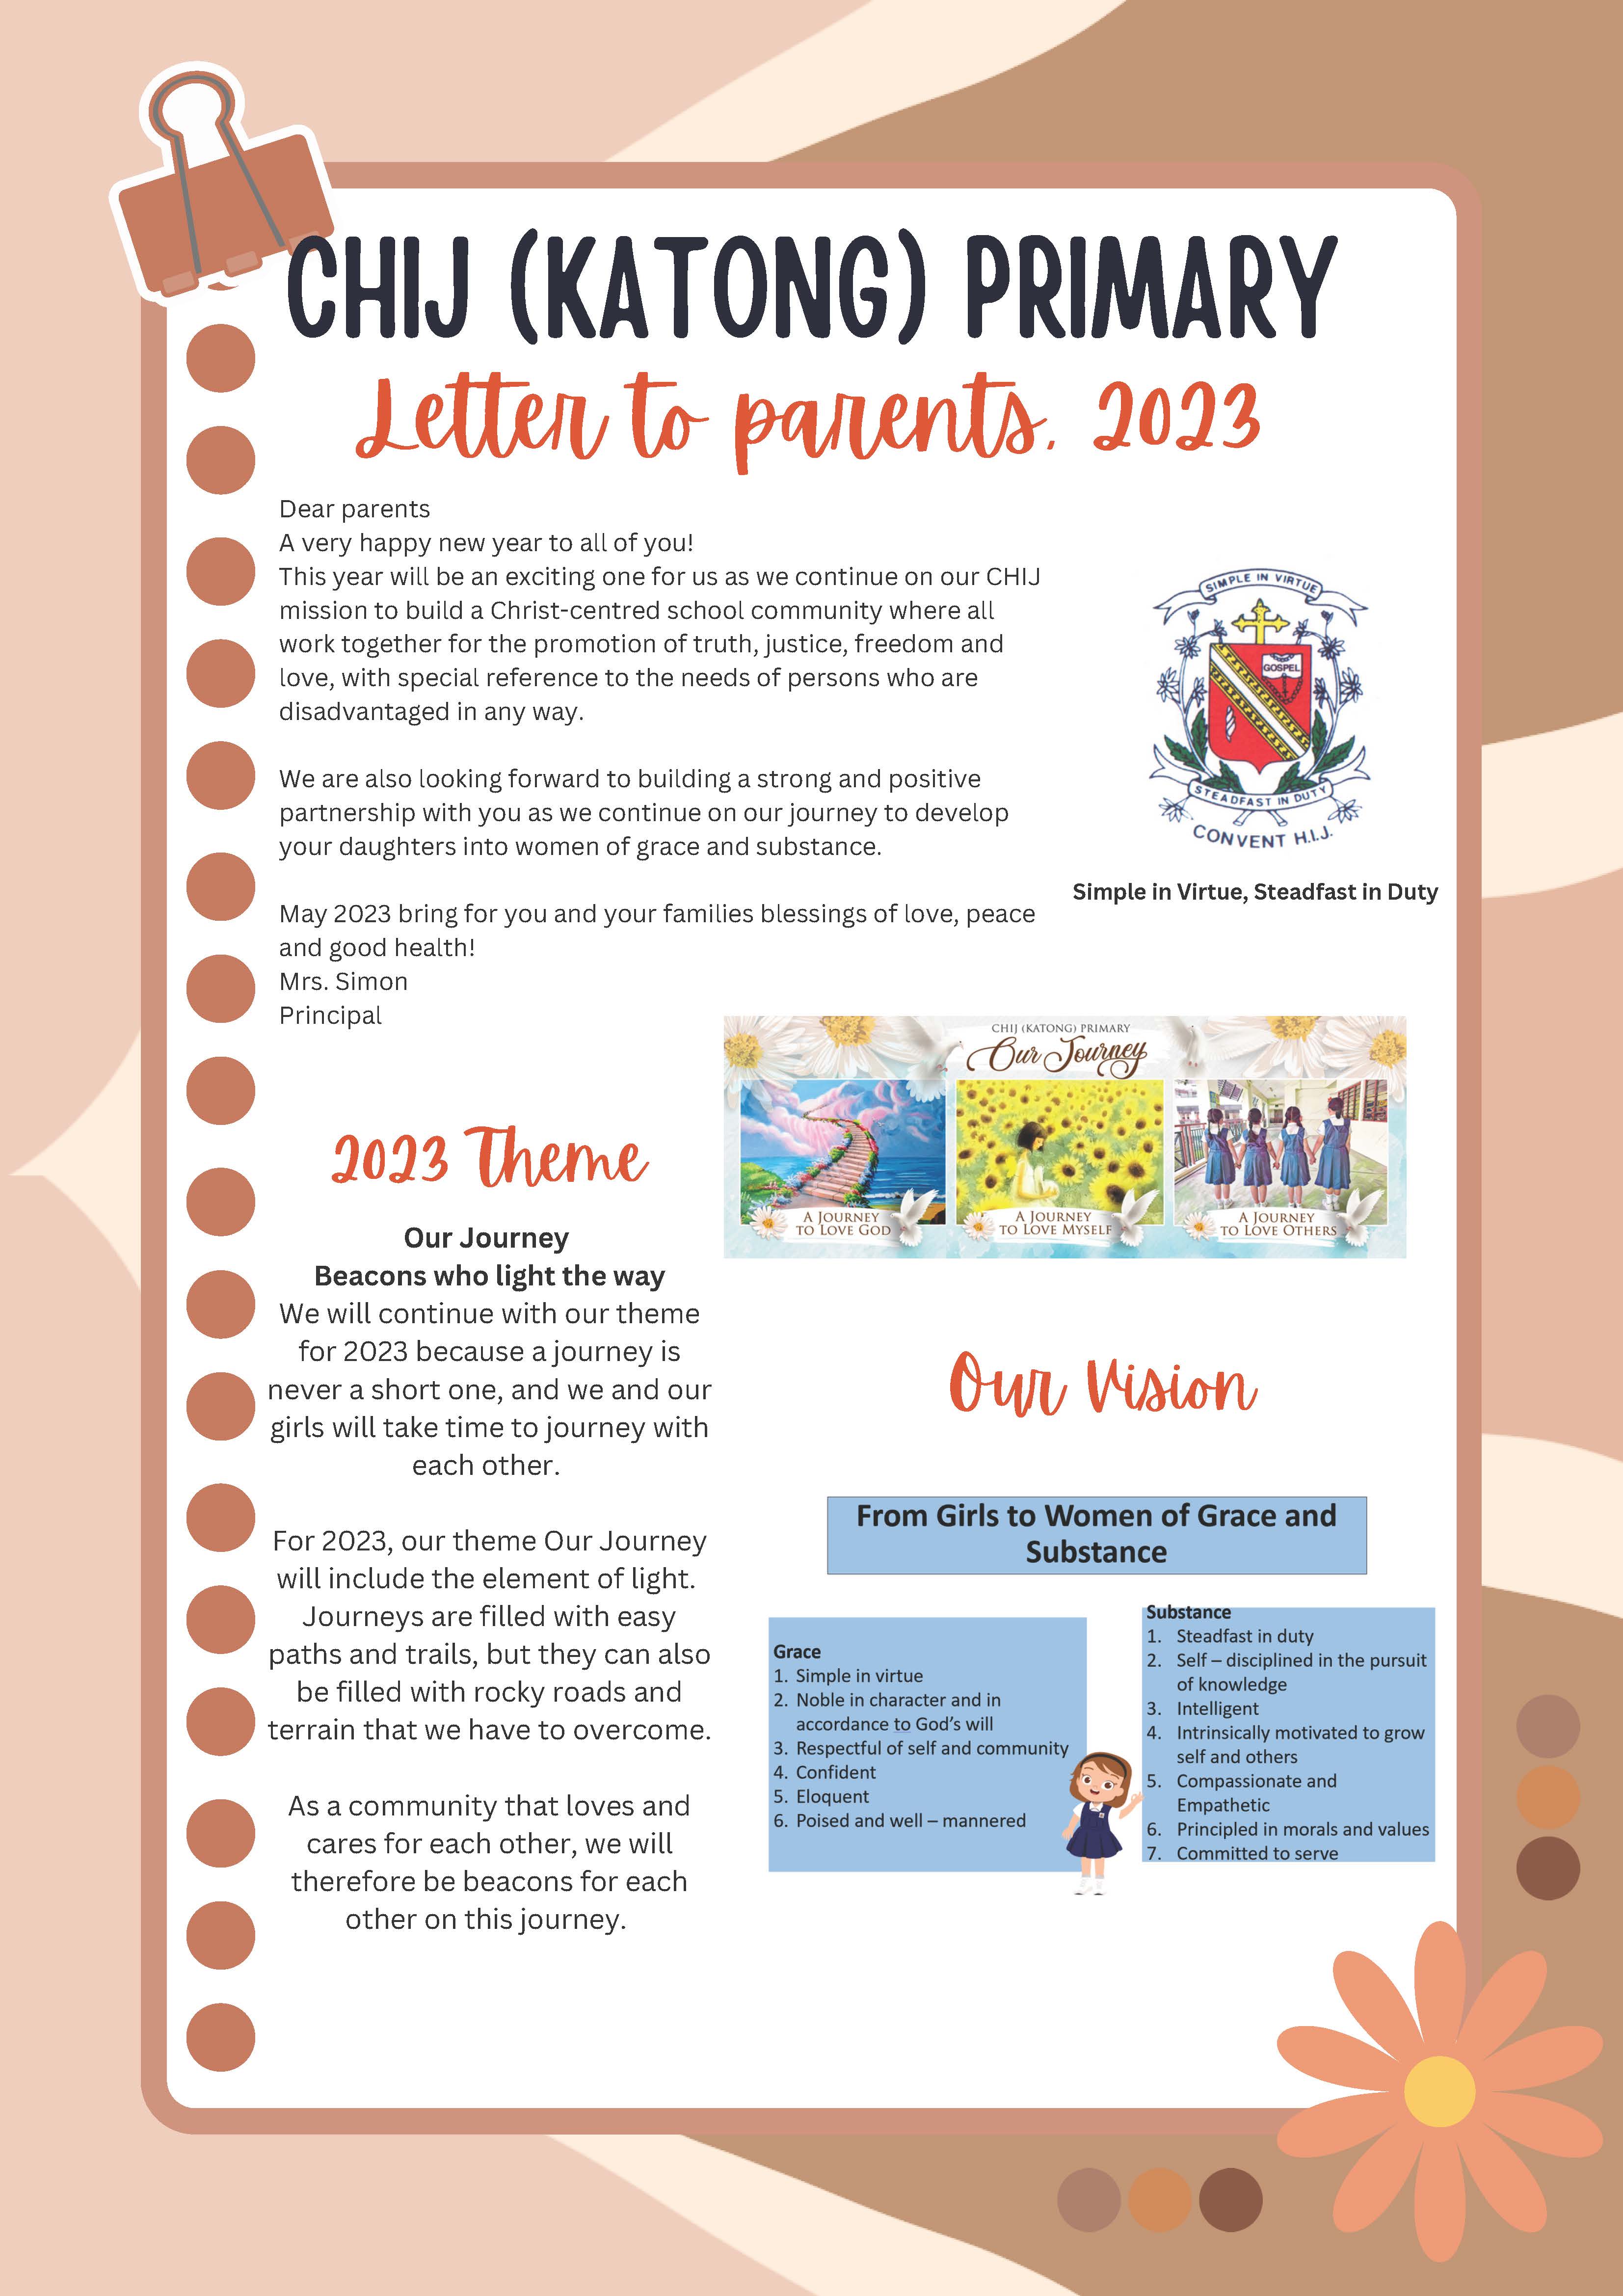 CHIJ (KATONG) PRIMARY
Letter to parents, 2023
Dear parents
A very happy new year to all of you!
This year will be an exciting one for us as we continue on our CHIJ
mission to build a Christ-centred school community where all
work together for the promotion of truth, justice, freedom and
love, with special reference to the needs of persons who are
disadvantaged in any way.
We are also looking forward to building a strong and positive
partnership with you as we continue on our journey to develop
your daughters into women of grace and substance.
May 2023 bring for you and your families blessings of love, peace
and good health!
Mrs. Simon
Principal
SIMPLE IN VIRTUE
GOSPEL
STEADFAST IN DUTY
CONVENT H.I.J.
Simple in Virtue, Steadfast in Duty
CHIJ (KATONG) PRIMARY
Our Journey
A JOURNEY
TO LOVE GOD
A JOURNEY
TO LOVE MYSELF
A JOURNEY
TO LOVE OTHERS
2023 Theme
Our Journey
Beacons who light the way
We will continue with our theme
for 2023 because a journey is
never a short one, and we and our
girls will take time to journey with
each other.
For 2023, our theme Our Journey
will include the element of light.
Journeys are filled with easy
paths and trails, but they can also
be filled with rocky roads and
terrain that we have to overcome.
As a community that loves and
cares for each other, we will
therefore be beacons for each
other on this journey.
Our Vision
From Girls to Women of Grace and
Substance
Grace
1. Simple in virtue
2. Noble in character and in
accordance to God's will
3. Respectful of self and community
4. Confident
5. Eloquent
6. Poised and well – mannered
Substance
1. Steadfast in duty
2. Self – disciplined in the pursuit
of knowledge
3. Intelligent
4. Intrinsically motivated to grow
self and others
5. Compassionate and
Empathetic
6. Principled in morals and values
7. Committed to serve